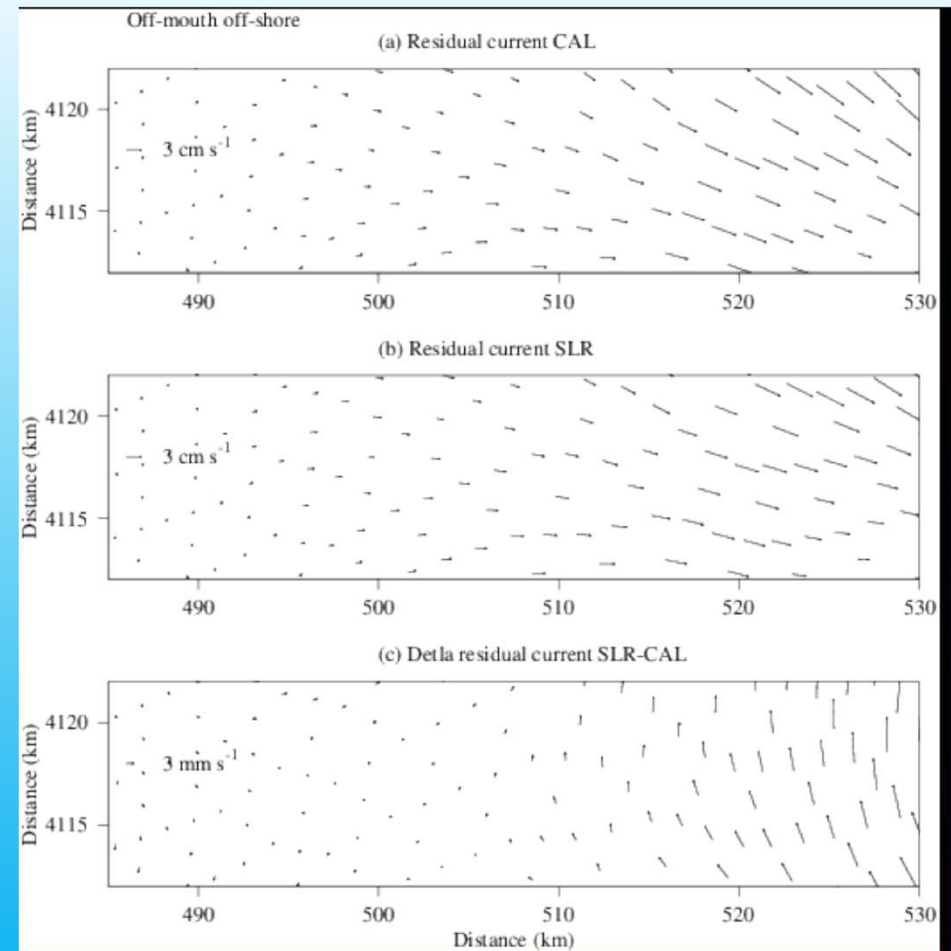 Off-mouth off-shore
(a) Residual current CAL
Distance (km)
4120
4115
3 cm s-1
490 500 510 520 530
(b) Residual current SLR
Distance (km)
4120
4115
3 cm s-1
490 500 510 520 530
(c) Detla residual current SLR-CAL
Distance (km)
4120
4115
3 mm s-1
490 500 510 520 530
Distance (km)